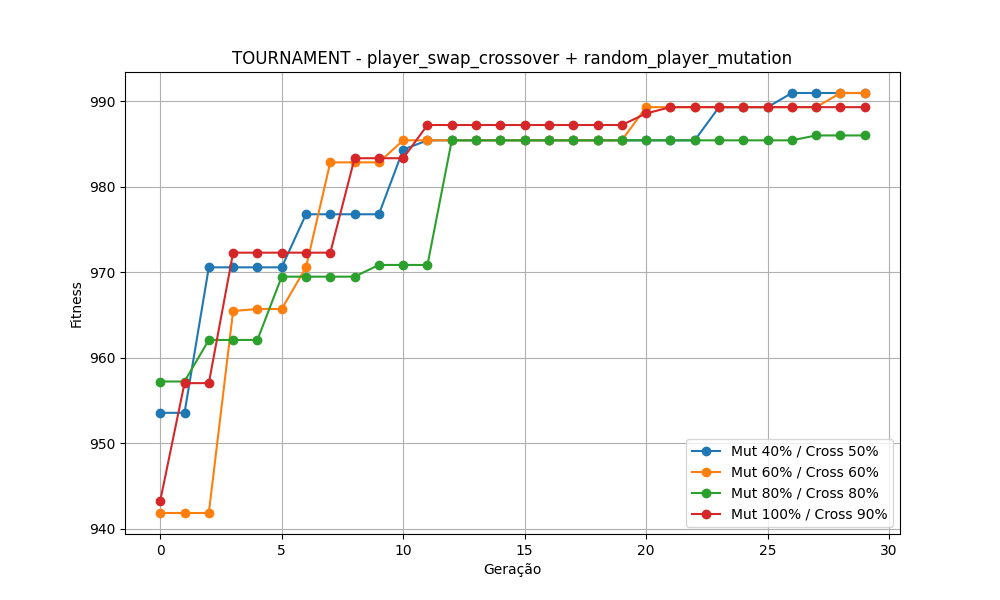 TOURNAMENT - player_swap_crossover + random_player_mutation
990
980
970
960
950
940
Fitness
0
5
10
15
20
25
30
Geração
Mut 40% / Cross 50%
Mut 60% / Cross 60%
Mut 80% / Cross 80%
Mut 100% / Cross 90%